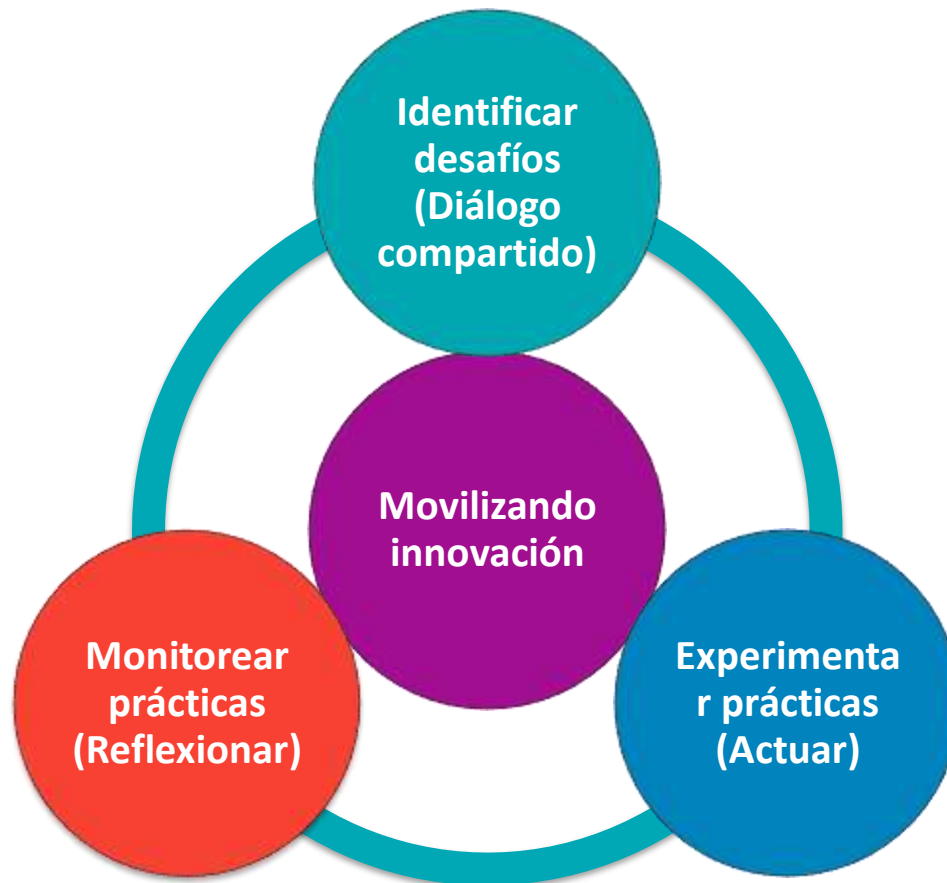 Identificar
desafíos
(Diálogo
compartido)
Movilizando
innovación
Monitorear
prácticas
(Reflexionar)
Experimenta
r prácticas
(Actuar)